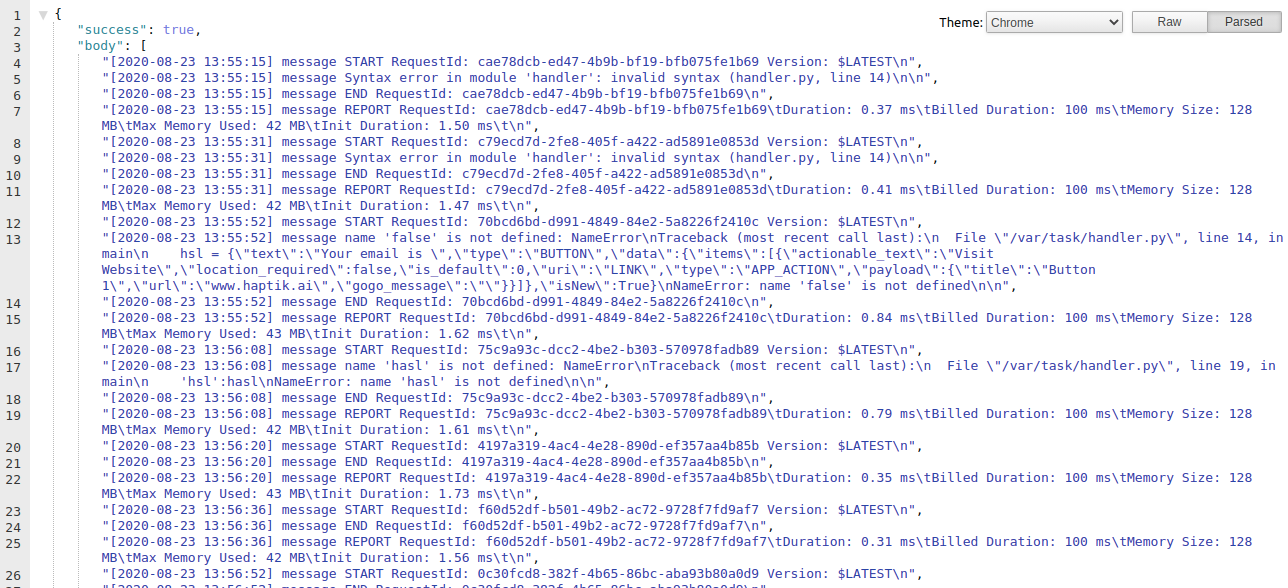 Theme: Chrome Raw Parsed
1 {
2 "success": true,
3 "body": [
4 "[2020-08-23 13:55:15] message START RequestId: cae78dcb-ed47-4b9b-bf19-bfb075fe1b69 Version: $LATEST\n",
5 "[2020-08-23 13:55:15] message Syntax error in module 'handler': invalid syntax (handler.py, line 14)\n\n",
6 "[2020-08-23 13:55:15] message END RequestId: cae78dcb-ed47-4b9b-bf19-bfb075fe1b69\n",
7 "[2020-08-23 13:55:15] message REPORT RequestId: cae78dcb-ed47-4b9b-bf19-bfb075fe1b69\tDuration: 0.37 ms\tBilled Duration: 100 ms\tMemory Size: 128
MB\tMax Memory Used: 42 MB\tInit Duration: 1.50 ms\t\n",
8 "[2020-08-23 13:55:31] message START RequestId: c79ecd7d-2fe8-405f-a422-ad5891e0853d Version: $LATEST\n",
9 "[2020-08-23 13:55:31] message Syntax error in module 'handler': invalid syntax (handler.py, line 14)\n\n",
10 "[2020-08-23 13:55:31] message END RequestId: c79ecd7d-2fe8-405f-a422-ad5891e0853d\n",
11 "[2020-08-23 13:55:31] message REPORT RequestId: c79ecd7d-2fe8-405f-a422-ad5891e0853d\tDuration: 0.41 ms\tBilled Duration: 100 ms\tMemory Size: 128
MB\tMax Memory Used: 42 MB\tInit Duration: 1.47 ms\t\n",
12 "[2020-08-23 13:55:52] message START RequestId: 70bcd6bd-d991-4849-84e2-5a8226f2410c Version: $LATEST\n",
13 "[2020-08-23 13:55:52] message name 'false' is not defined: NameError\nTraceback (most recent call last):\n  File \"/var/task/handler.py\", line 14, in
main\n    hsl = {\"text\":\"Your email is \",\"type\":\"BUTTON\",\"data\":{\"items\":[{\"actionable_text\":\"Visit
Website\",\"location_required\":false,\"is_default\":0,\"uri\":\"LINK\",\"type\":\"APP_ACTION\",\"payload\":{\"title\":\"Button
1\",\"url\":\"www.haptik.ai\",\"gogo_message\":\"\"}}]},\"isNew\":True}\nNameError: name 'false' is not defined\n\n",
14 "[2020-08-23 13:55:52] message END RequestId: 70bcd6bd-d991-4849-84e2-5a8226f2410c\n",
15 "[2020-08-23 13:55:52] message REPORT RequestId: 70bcd6bd-d991-4849-84e2-5a8226f2410c\tDuration: 0.84 ms\tBilled Duration: 100 ms\tMemory Size: 128
MB\tMax Memory Used: 43 MB\tInit Duration: 1.62 ms\t\n",
16 "[2020-08-23 13:56:08] message START RequestId: 75c9a93c-dcc2-4be2-b303-570978fadb89 Version: $LATEST\n",
17 "[2020-08-23 13:56:08] message name 'hasl' is not defined: NameError\nTraceback (most recent call last):\n  File \"/var/task/handler.py\", line 19, in
main\n    'hsl':hasl\nNameError: name 'hasl' is not defined\n\n",
18 "[2020-08-23 13:56:08] message END RequestId: 75c9a93c-dcc2-4be2-b303-570978fadb89\n",
19 "[2020-08-23 13:56:08] message REPORT RequestId: 75c9a93c-dcc2-4be2-b303-570978fadb89\tDuration: 0.79 ms\tBilled Duration: 100 ms\tMemory Size: 128
MB\tMax Memory Used: 42 MB\tInit Duration: 1.61 ms\t\n",
20 "[2020-08-23 13:56:20] message START RequestId: 4197a319-4ac4-4e28-890d-ef357aa4b85b Version: $LATEST\n",
21 "[2020-08-23 13:56:20] message END RequestId: 4197a319-4ac4-4e28-890d-ef357aa4b85b\n",
22 "[2020-08-23 13:56:20] message REPORT RequestId: 4197a319-4ac4-4e28-890d-ef357aa4b85b\tDuration: 0.35 ms\tBilled Duration: 100 ms\tMemory Size: 128
MB\tMax Memory Used: 43 MB\tInit Duration: 1.73 ms\t\n",
23 "[2020-08-23 13:56:36] message START RequestId: f60d52df-b501-49b2-ac72-9728f7fd9af7 Version: $LATEST\n",
24 "[2020-08-23 13:56:36] message END RequestId: f60d52df-b501-49b2-ac72-9728f7fd9af7\n",
25 "[2020-08-23 13:56:36] message REPORT RequestId: f60d52df-b501-49b2-ac72-9728f7fd9af7\tDuration: 0.31 ms\tBilled Duration: 100 ms\tMemory Size: 128
MB\tMax Memory Used: 42 MB\tInit Duration: 1.56 ms\t\n",
26 "[2020-08-23 13:56:52] message START RequestId: 0c30fcd8-382f-4b65-86bc-aba93b80a0d9 Version: $LATEST\n",